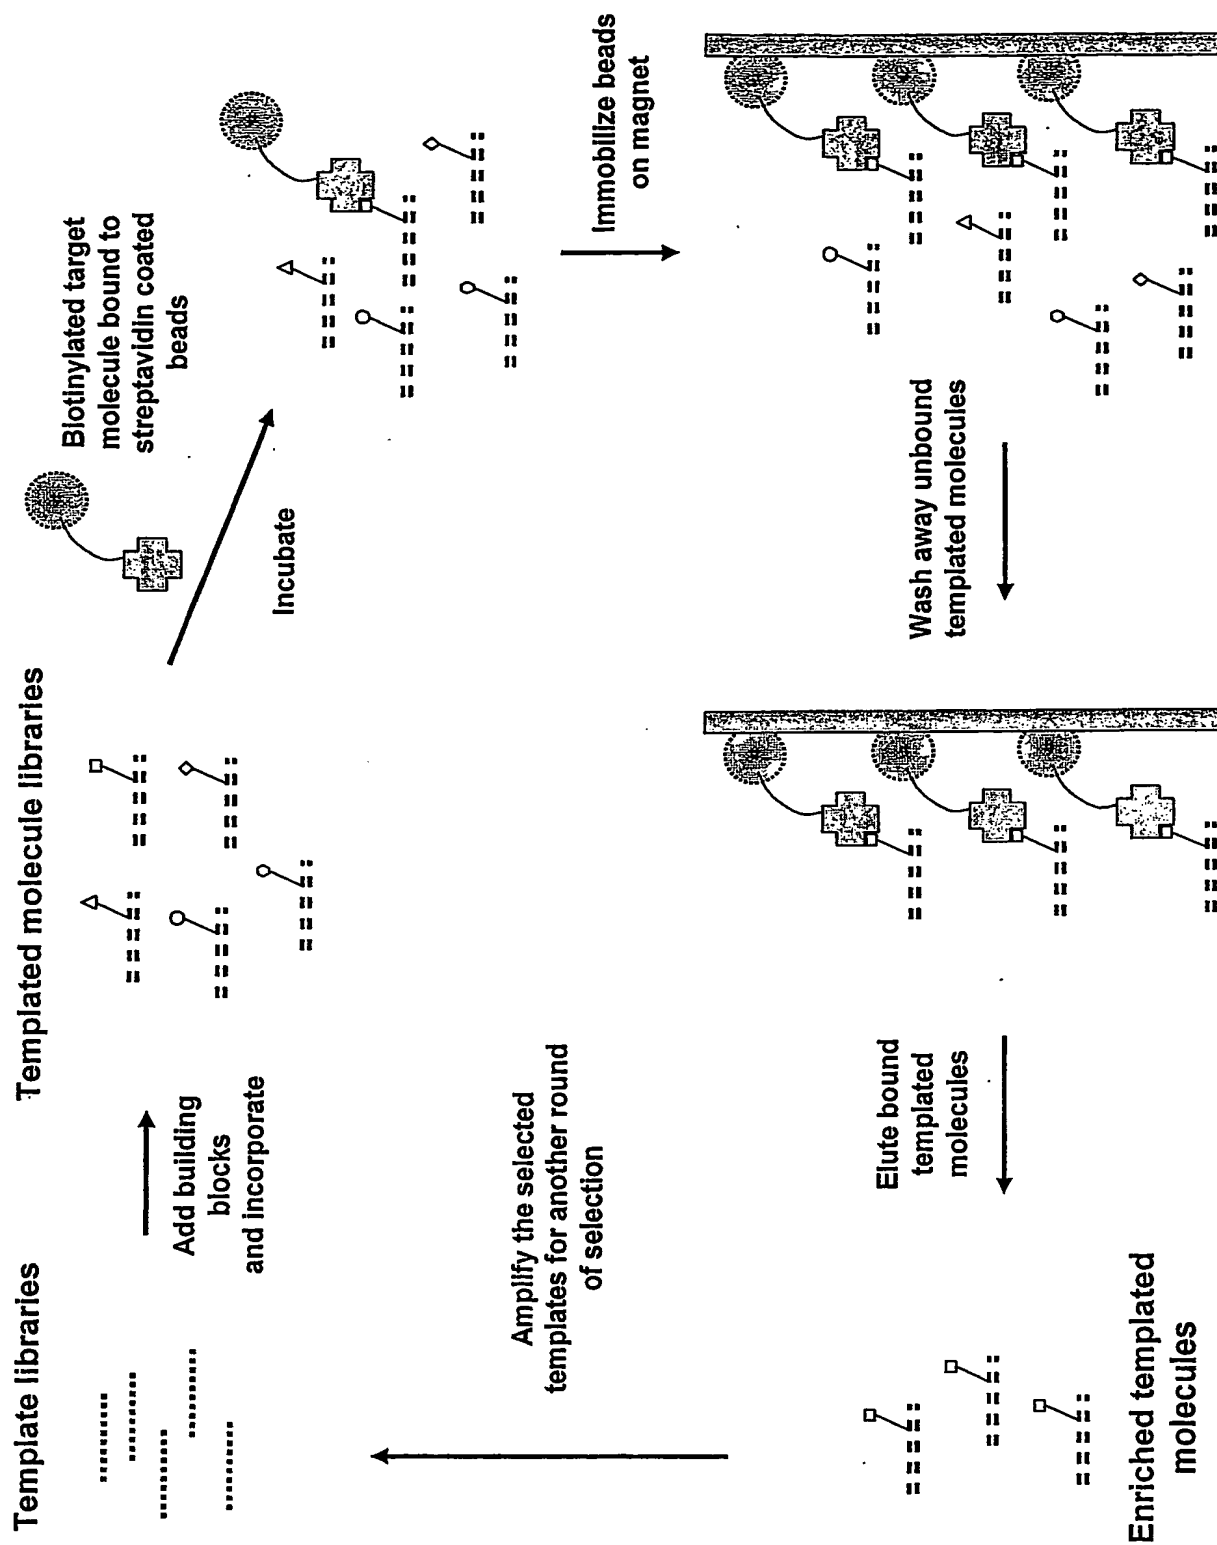 Template libraries
Add building
blocks
and incorporate
Templated molecule libraries
Incubate
Biotinylated target
molecule bound to
streptavidin coated
beads
Immobilize beads
on magnet
Wash away unbound
templated molecules
Elute bound
templated
molecules
Enriched templated
molecules
Amplify the selected
templates for another round
of selection